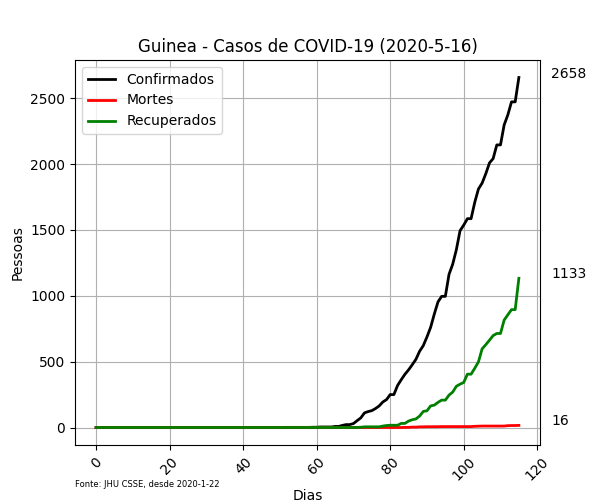 Guinea - Casos de COVID-19 (2020-5-16)
Confirmados
Mortes
Recuperados
2658
1133
16
Pessoas
2500
2000
1500
1000
500
0
0
20
40
60
80
100
120
Fonte: JHU CSSE, desde 2020-1-22
Dias